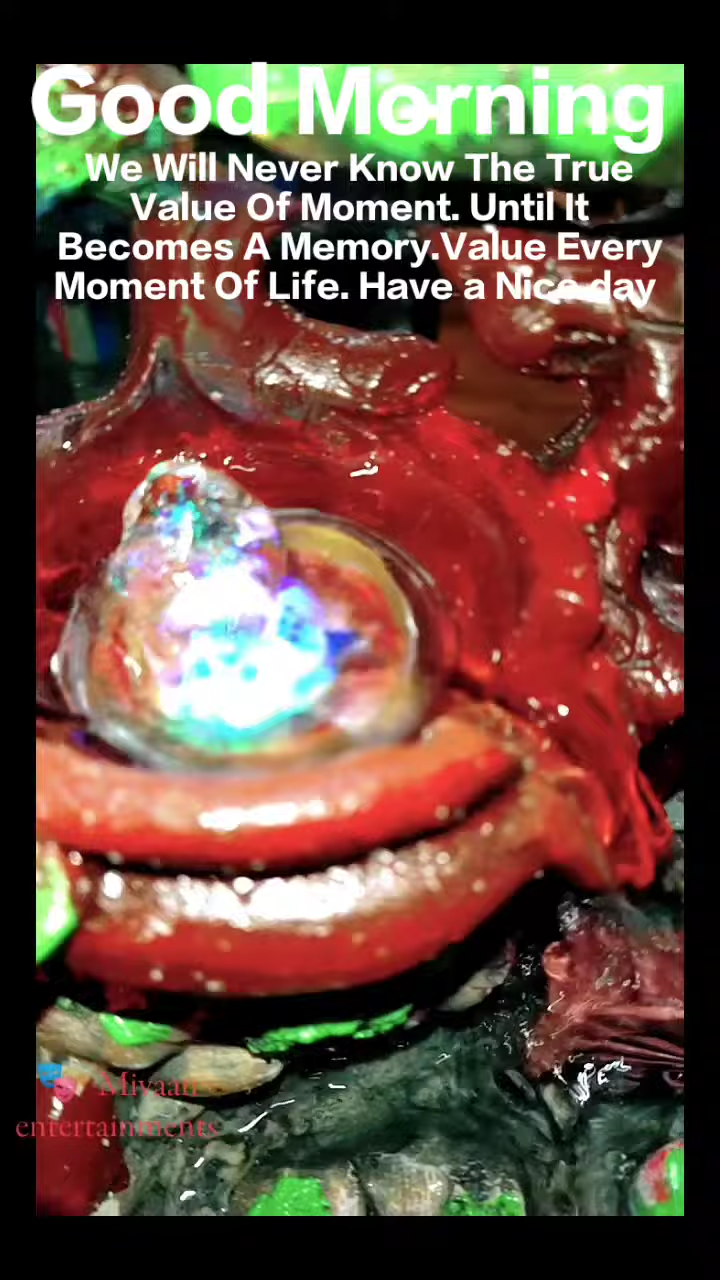 Good Morning
We Will Never Know The True
Value Of Moment. Until It
Becomes A Memory.Value Every
Moment Of Life. Have a Nice day
Mivaan
entertainments